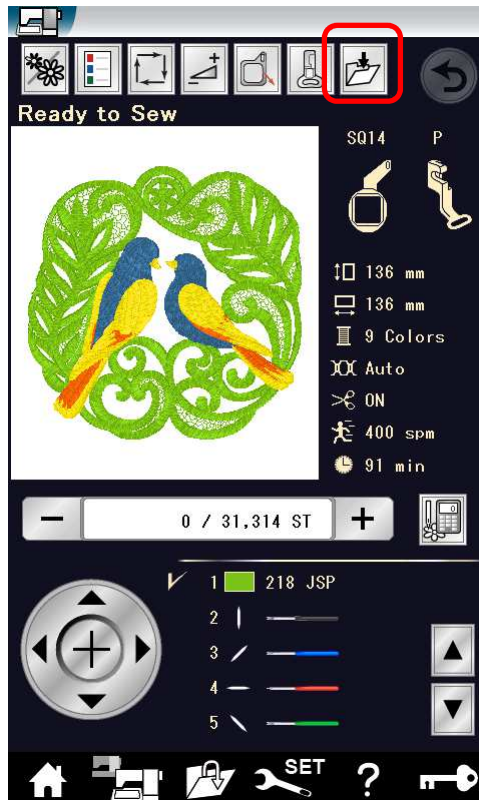 Ready to Sew
SQ14 P
136 mm
136 mm
9 Colors
Auto
ON
400 spm
91 min
0 / 31,314 ST
1 218 JSP
2
3
4
5
SET
?